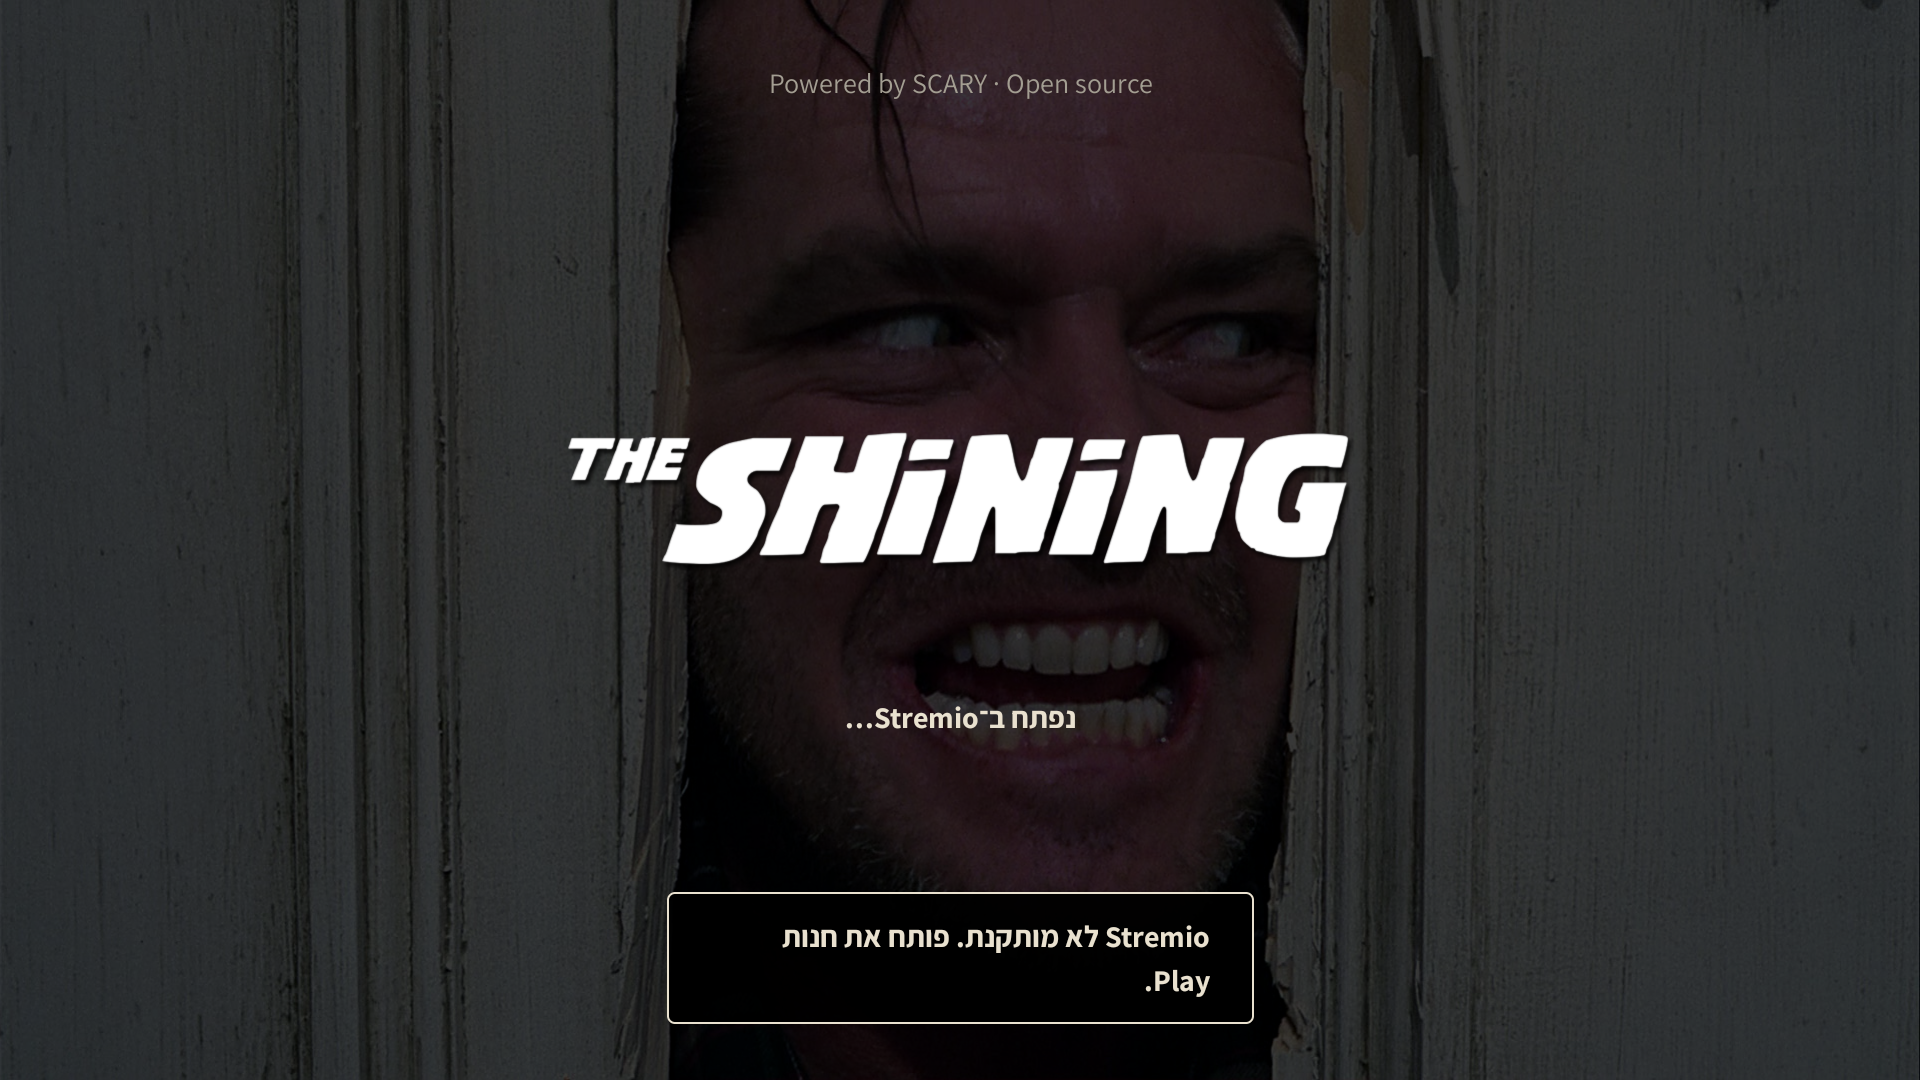 Powered by SCARY · Open source
THE SHiNiNG
נפתח ב־Stremio…
Stremio לא מותקנת. פותח את חנות
Play.